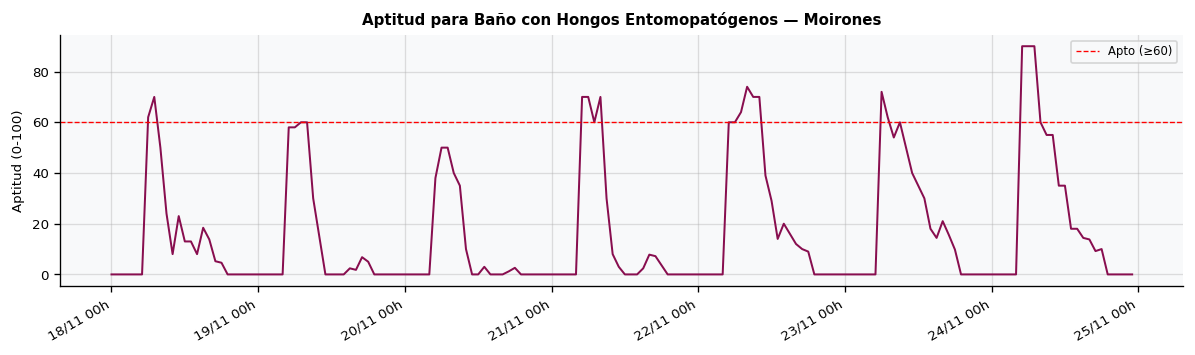 Aptitud para Baño con Hongos Entomopatógenos — Moirones
Apto (≥60)
Aptitud (0-100)
80
60
40
20
0
18/11 00h
19/11 00h
20/11 00h
21/11 00h
22/11 00h
23/11 00h
24/11 00h
25/11 00h